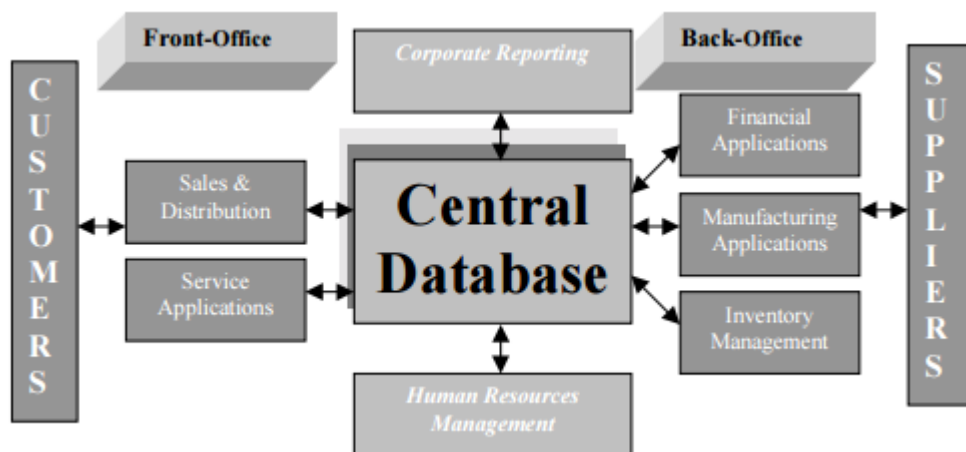 Front-Office
Corporate Reporting
Back-Office
C
U
S
T
O
M
E
R
S
Sales &
Distribution
Service
Applications
Central
Database
Human Resources
Management
Financial
Applications
Manufacturing
Applications
Inventory
Management
S
U
P
P
L
I
E
R
S